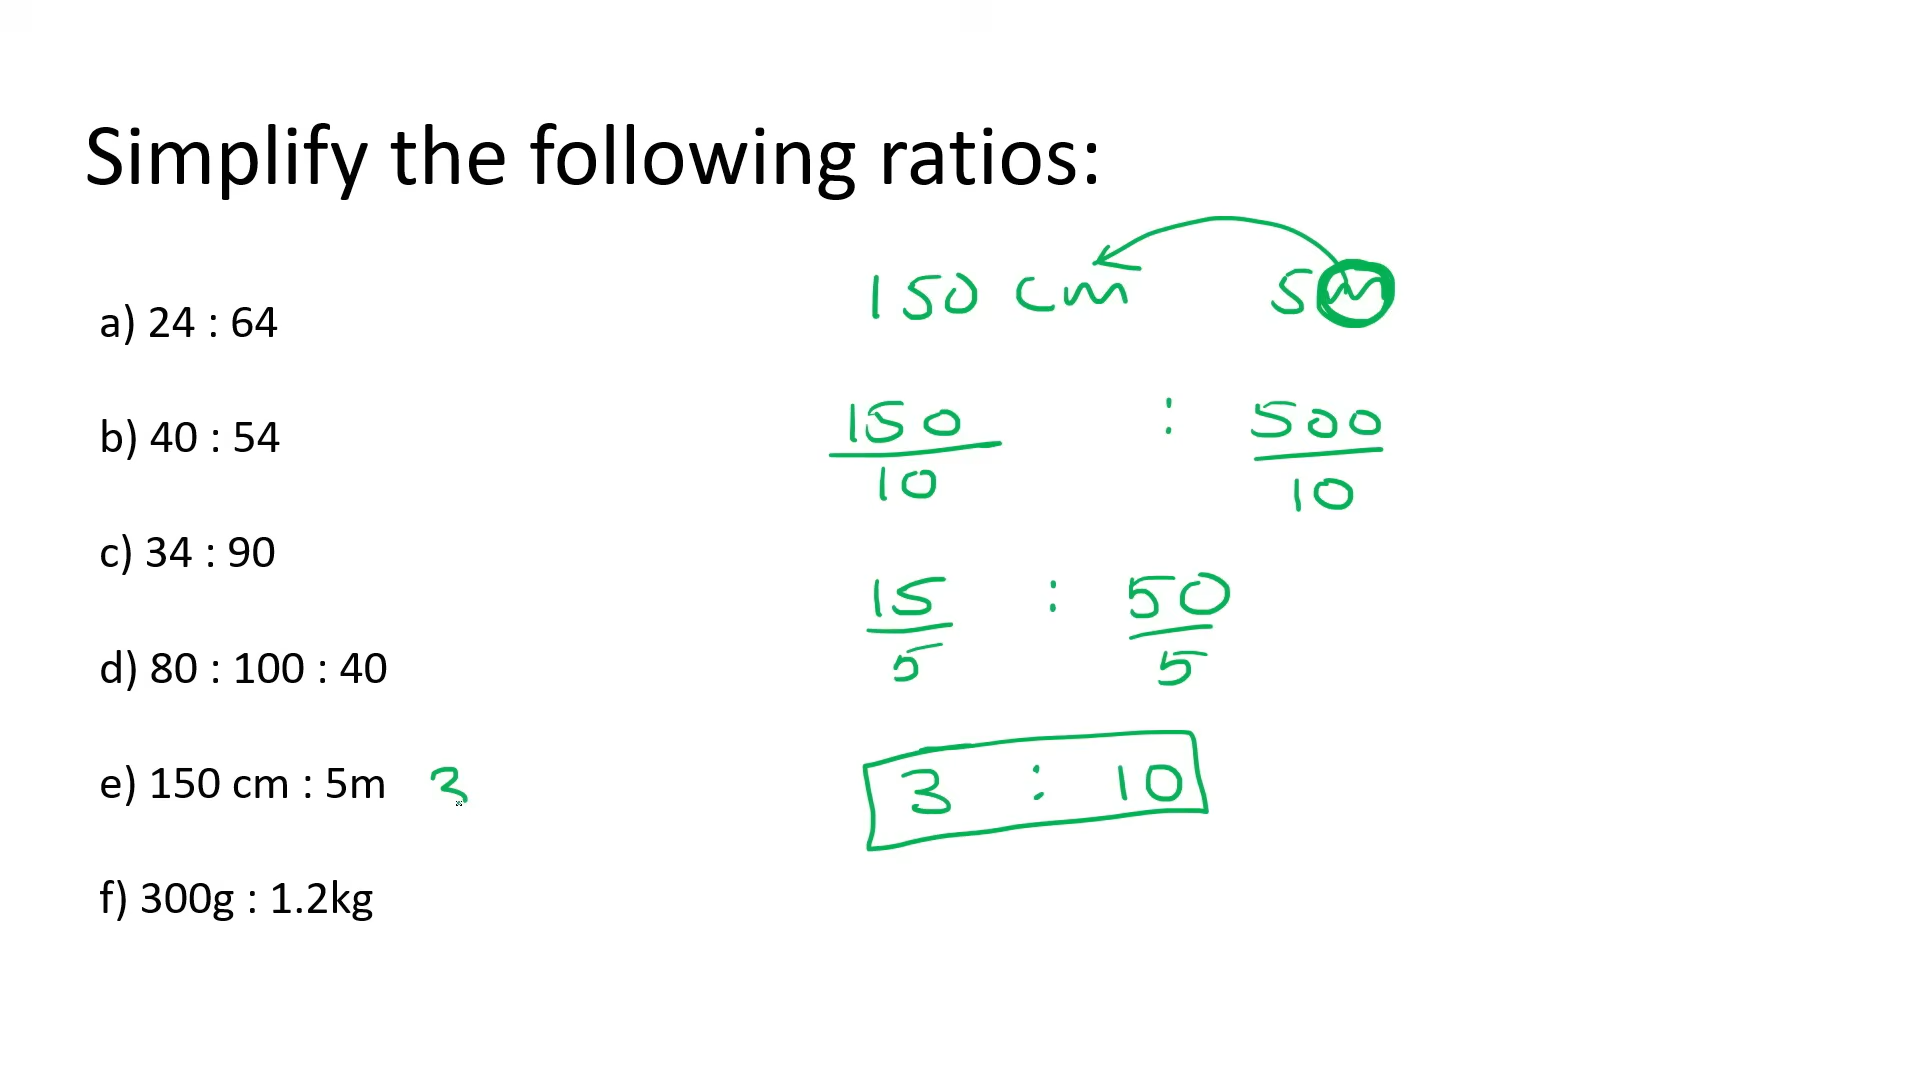 Simplify the following ratios:
150 cm 5m
a) 24 : 64
150 : 500
10 10
b) 40 : 54
c) 34 : 90
15 : 50
5 5
d) 80 : 100 : 40
e) 150 cm : 5m 3
3 : 10
f) 300g : 1.2kg